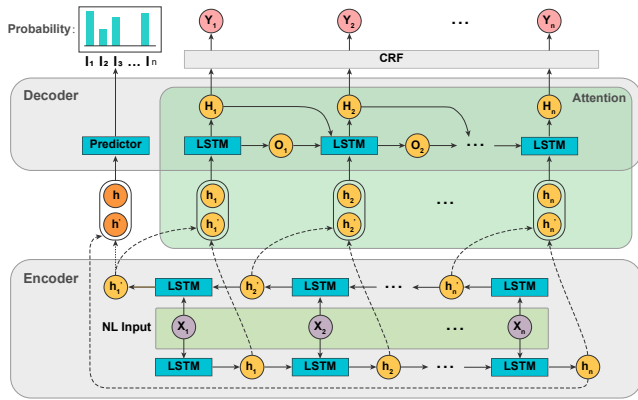 Y1 Y2 ... Yn
Probability:
I1 I2 I3 ... In
CRF
Decoder
Attention
H1 H2 Hn
Predictor LSTM O1 LSTM O2 ... LSTM
h h1 h2 hn
h' h1' h2' ... hn'
Encoder
h1' LSTM h2' LSTM ... hn' LSTM
NL Input X1 X2 ... Xn
LSTM h1 LSTM h2 ... LSTM hn